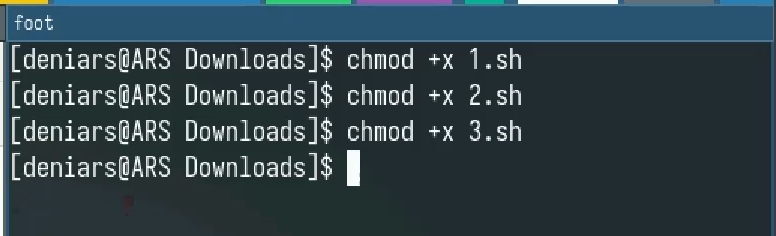 foot
[deniars@ARS Downloads]$ chmod +x 1.sh
[deniars@ARS Downloads]$ chmod +x 2.sh
[deniars@ARS Downloads]$ chmod +x 3.sh
[deniars@ARS Downloads]$